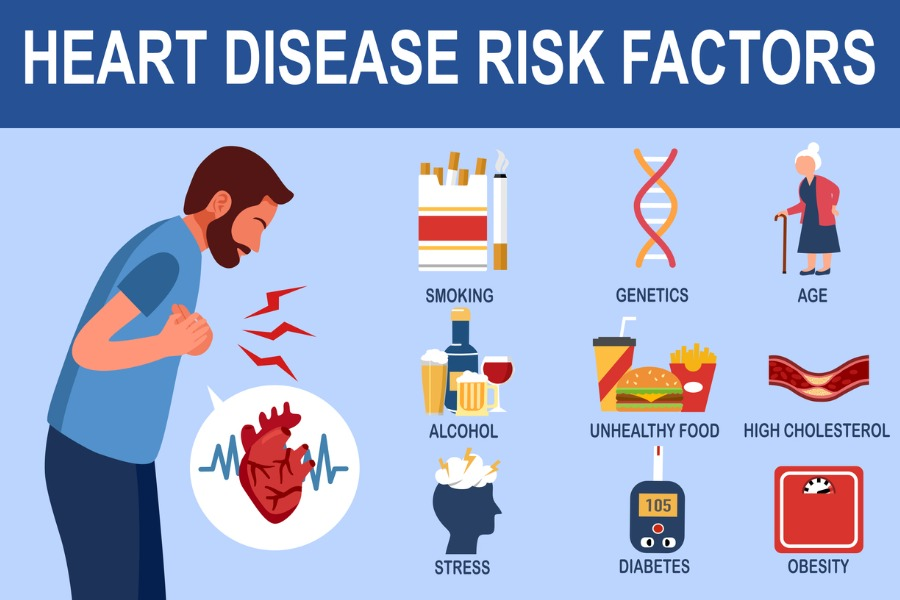 HEART DISEASE RISK FACTORS
SMOKING
GENETICS
AGE
ALCOHOL
UNHEALTHY FOOD
HIGH CHOLESTEROL
105
STRESS
DIABETES
OBESITY